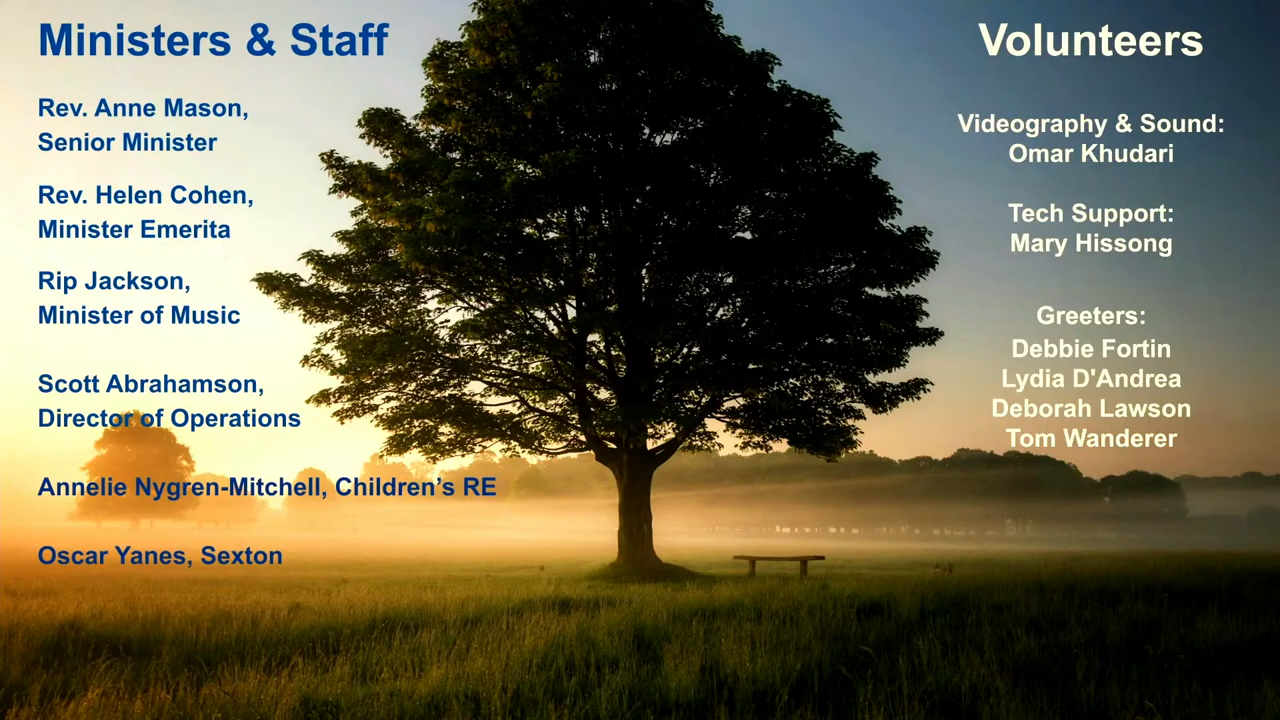 Ministers & Staff
Rev. Anne Mason,
Senior Minister
Rev. Helen Cohen,
Minister Emerita
Rip Jackson,
Minister of Music
Scott Abrahamson,
Director of Operations
Annelie Nygren-Mitchell, Children’s RE
Oscar Yanes, Sexton
Volunteers
Videography & Sound:
Omar Khudari
Tech Support:
Mary Hissong
Greeters:
Debbie Fortin
Lydia D'Andrea
Deborah Lawson
Tom Wanderer